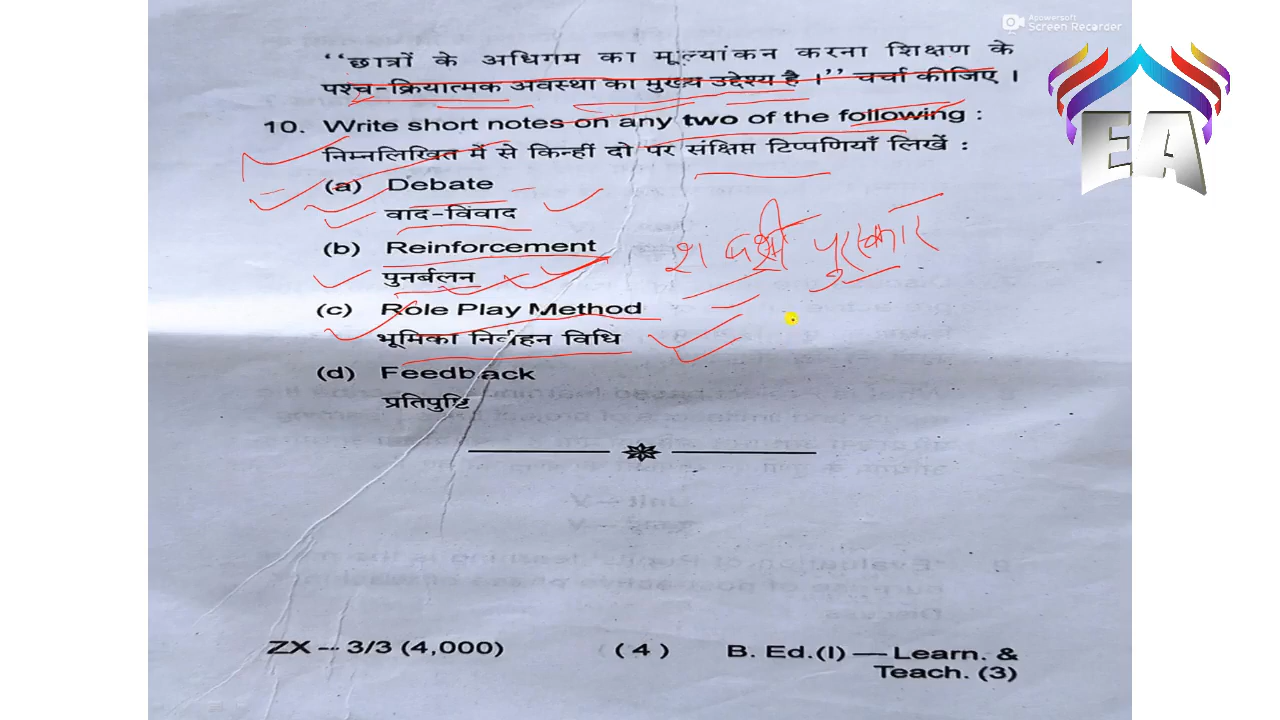 Apowersoft
Screen Recorder
EA
‘‘छात्रों के अधिगम का मूल्यांकन करना शिक्षण के
पश्च-क्रियात्मक अवस्था का मुख्य उद्देश्य है ।’’ चर्चा कीजिए ।
10. Write short notes on any two of the following :
निम्नलिखित में से किन्हीं दो पर संक्षिप्त टिप्पणियाँ लिखें :
(a) Debate
वाद-विवाद
(b) Reinforcement
पुनर्बलन
पुरस्कार
(c) Role Play Method
भूमिका निर्वहन विधि
(d) Feedback
प्रतिपुष्टि
ZX – 3/3 (4,000) ( 4 ) B. Ed.(I) — Learn. &
Teach. (3)